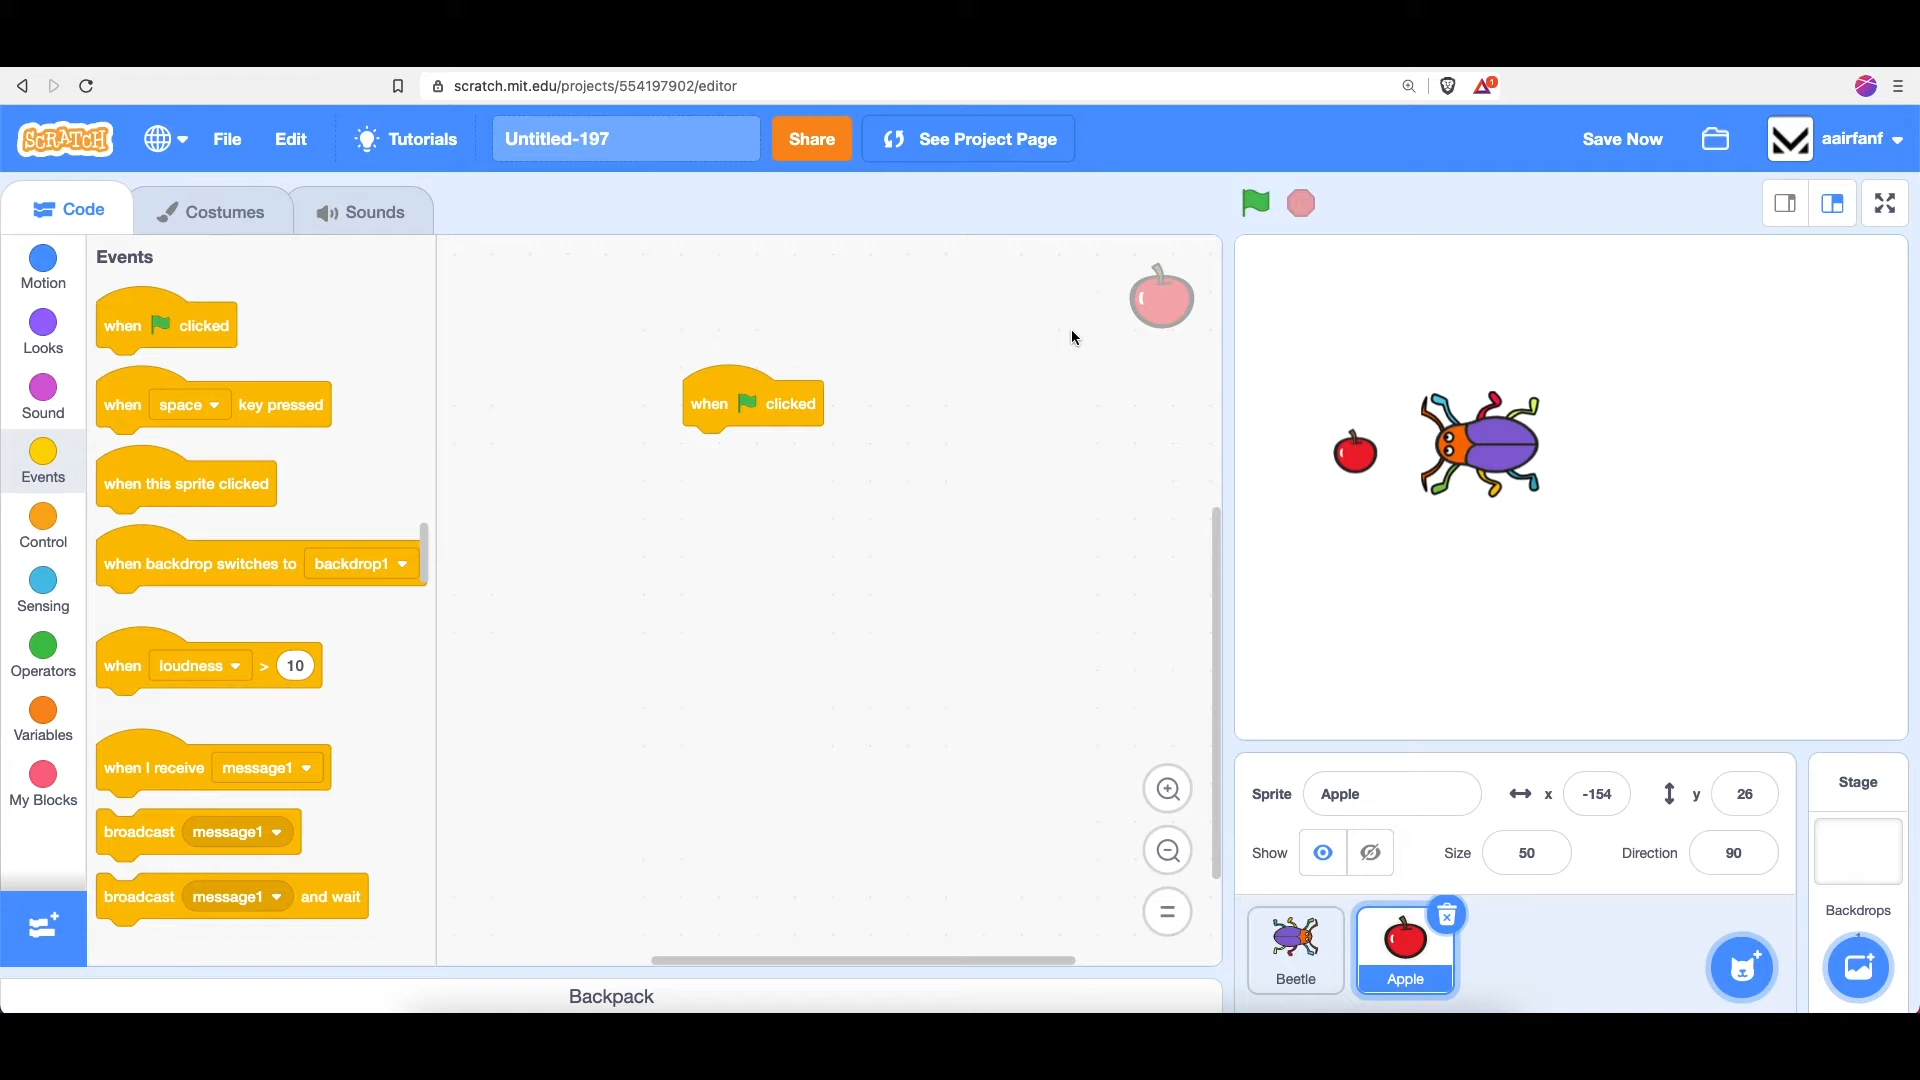 scratch.mit.edu/projects/554197902/editor
1
SCRATCH
File
Edit
Tutorials
Untitled-197
Share
See Project Page
Save Now
aairfanf
Code
Costumes
Sounds
Motion
Looks
Sound
Events
Control
Sensing
Operators
Variables
My Blocks
Events
when clicked
when space key pressed
when this sprite clicked
when backdrop switches to backdrop1
when loudness > 10
when I receive message1
broadcast message1
broadcast message1 and wait
when clicked
Backpack
Sprite Apple x -154 y 26
Show Size 50 Direction 90
Beetle
Apple
Stage
Backdrops
1